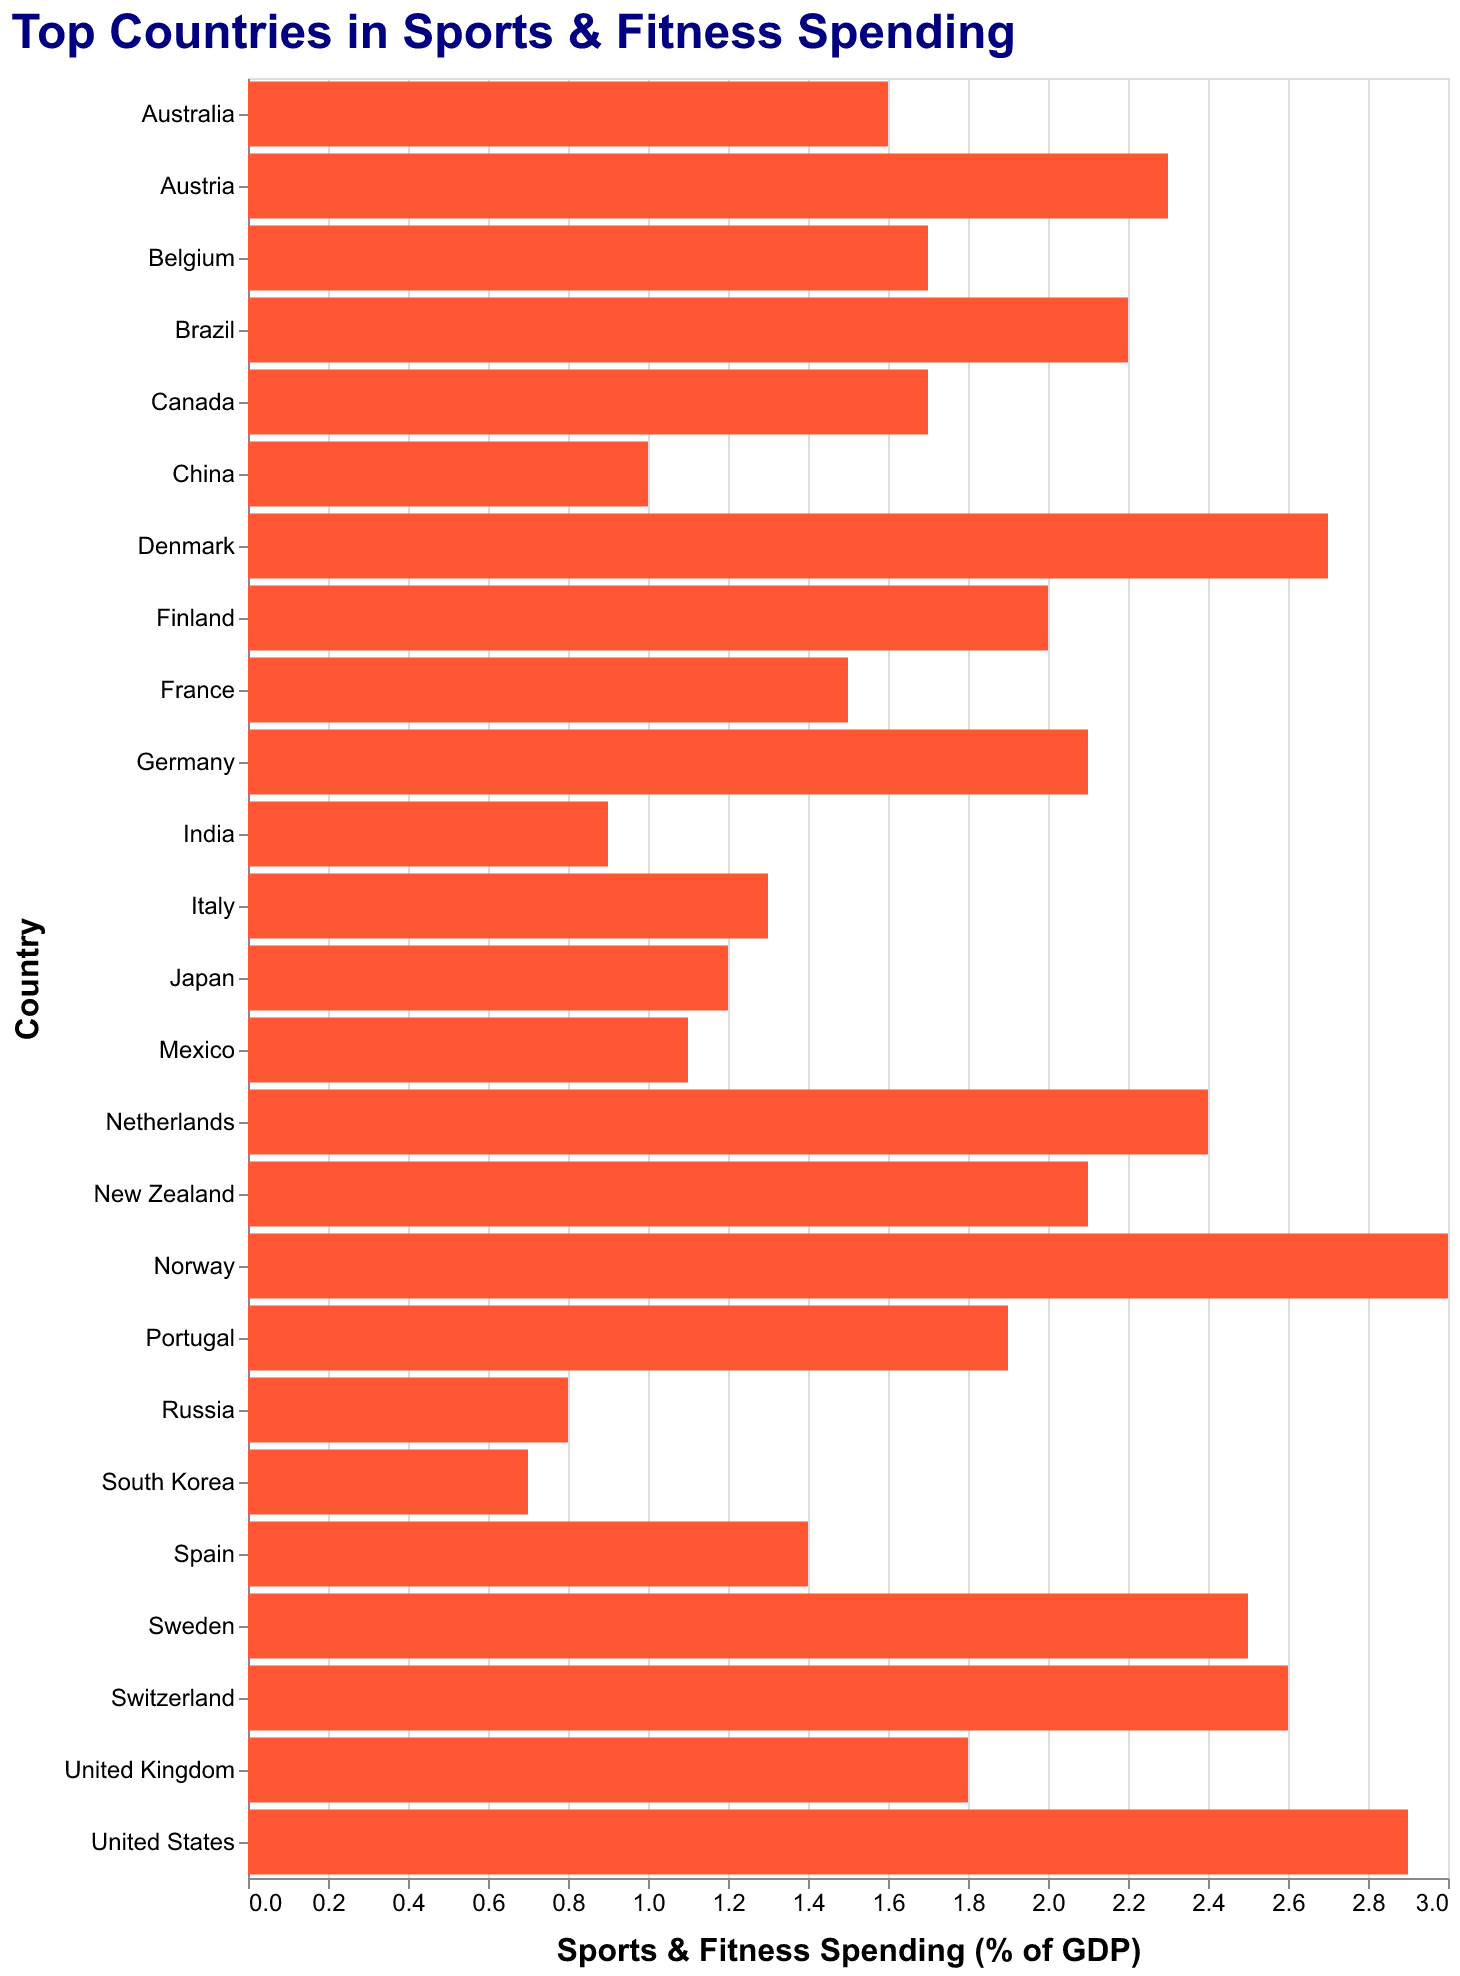 Top Countries in Sports & Fitness Spending
Country
Australia
Austria
Belgium
Brazil
Canada
China
Denmark
Finland
France
Germany
India
Italy
Japan
Mexico
Netherlands
New Zealand
Norway
Portugal
Russia
South Korea
Spain
Sweden
Switzerland
United Kingdom
United States
0.0 0.2 0.4 0.6 0.8 1.0 1.2 1.4 1.6 1.8 2.0 2.2 2.4 2.6 2.8 3.0
Sports & Fitness Spending (% of GDP)